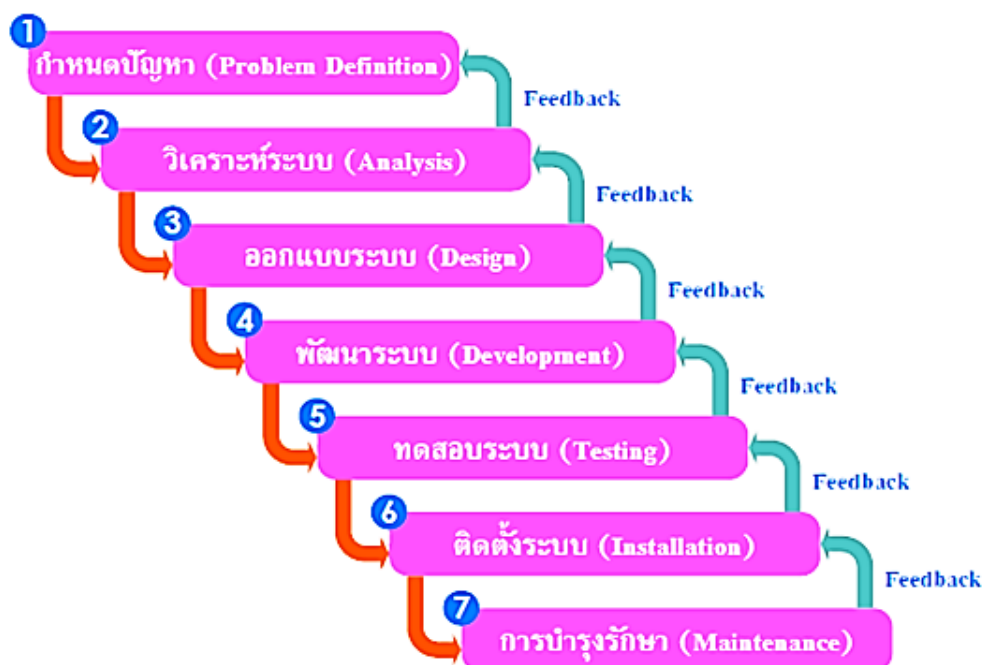 1
กำหนดปัญหา (Problem Definition)
Feedback
2
วิเคราะห์ระบบ (Analysis)
Feedback
3
ออกแบบระบบ (Design)
Feedback
4
พัฒนาระบบ (Development)
Feedback
5
ทดสอบระบบ (Testing)
Feedback
6
ติดตั้งระบบ (Installation)
Feedback
7
การบำรุงรักษา (Maintenance)